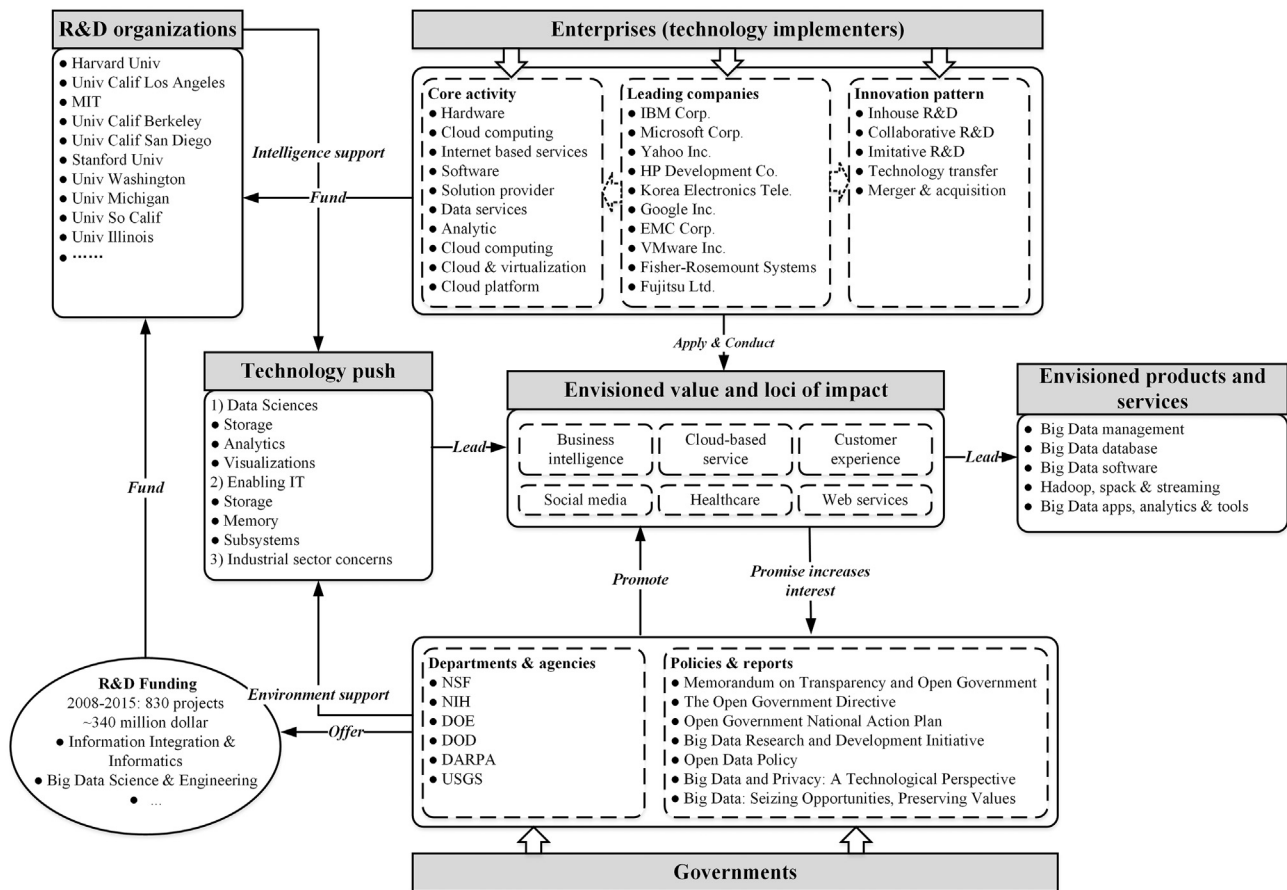 R&D organizations
● Harvard Univ
● Univ Calif Los Angeles
● MIT
● Univ Calif Berkeley
● Univ Calif San Diego
● Stanford Univ
● Univ Washington
● Univ Michigan
● Univ So Calif
● Univ Illinois
● ······
Enterprises (technology implementers)
Core activity
● Hardware
● Cloud computing
● Internet based services
● Software
● Solution provider
● Data services
● Analytic
● Cloud computing
● Cloud & virtualization
● Cloud platform
Leading companies
● IBM Corp.
● Microsoft Corp.
● Yahoo Inc.
● HP Development Co.
● Korea Electronics Tele.
● Google Inc.
● EMC Corp.
● VMware Inc.
● Fisher-Rosemount Systems
● Fujitsu Ltd.
Innovation pattern
● Inhouse R&D
● Collaborative R&D
● Imitative R&D
● Technology transfer
● Merger & acquisition
Intelligence support
Fund
Apply & Conduct
Technology push
1) Data Sciences
● Storage
● Analytics
● Visualizations
2) Enabling IT
● Storage
● Memory
● Subsystems
3) Industrial sector concerns
Lead
Envisioned value and loci of impact
Business
intelligence
Cloud-based
service
Customer
experience
Social media
Healthcare
Web services
Lead
Envisioned products and
services
● Big Data management
● Big Data database
● Big Data software
● Hadoop, spack & streaming
● Big Data apps, analytics & tools
Fund
Promote
Promise increases
interest
R&D Funding
2008-2015: 830 projects
~340 million dollar
● Information Integration &
Informatics
● Big Data Science & Engineering
● ...
Environment support
Offer
Departments & agencies
● NSF
● NIH
● DOE
● DOD
● DARPA
● USGS
Policies & reports
● Memorandum on Transparency and Open Government
● The Open Government Directive
● Open Government National Action Plan
● Big Data Research and Development Initiative
● Open Data Policy
● Big Data and Privacy: A Technological Perspective
● Big Data: Seizing Opportunities, Preserving Values
Governments